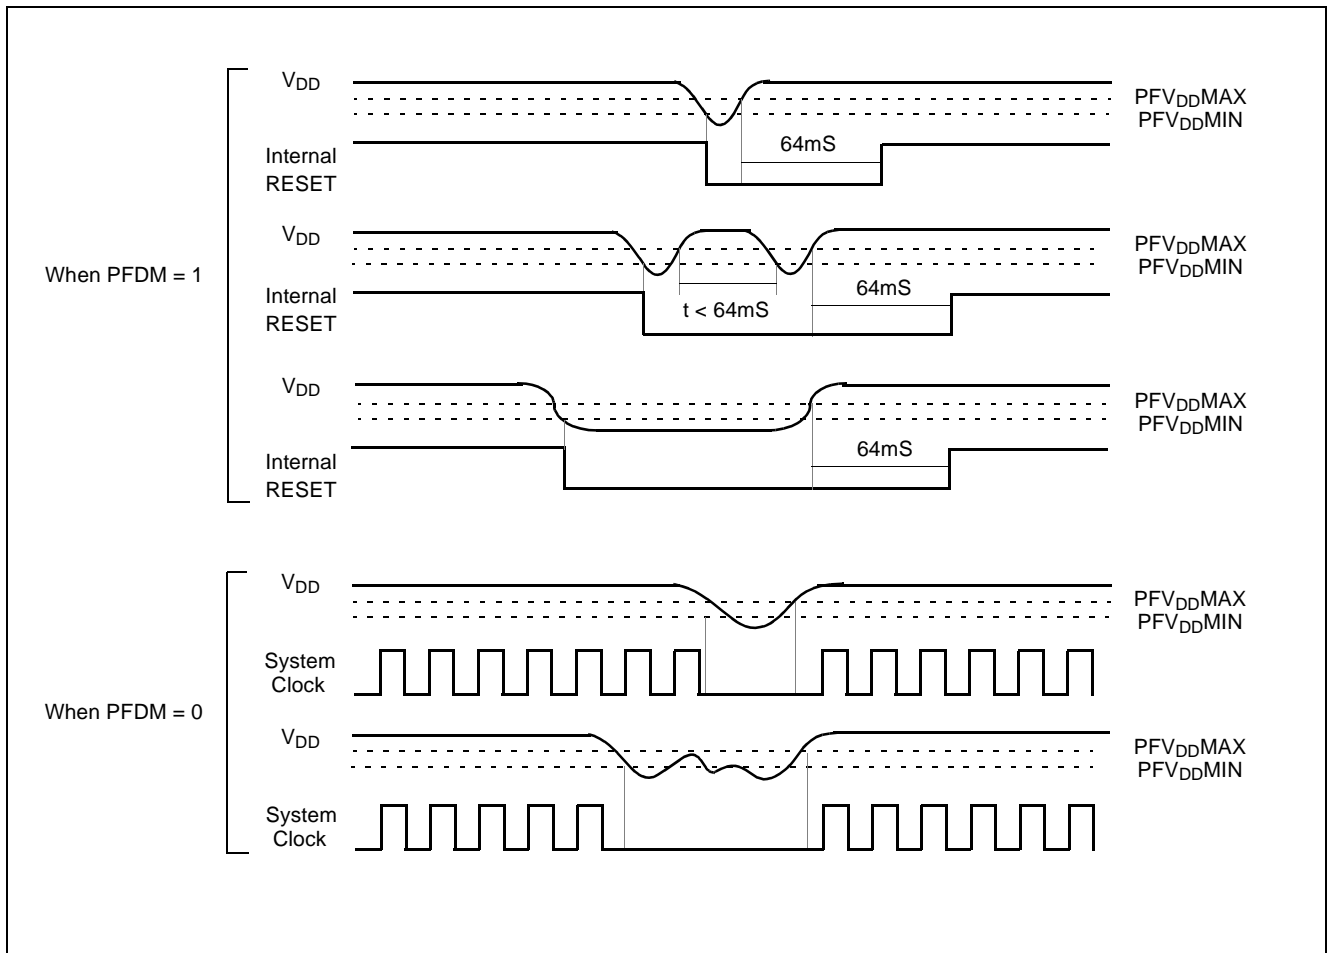 When PFDM = 1
VDD
PFVDDMAX
PFVDDMIN
Internal
RESET
64mS
VDD
PFVDDMAX
PFVDDMIN
Internal
RESET
t < 64mS
64mS
VDD
PFVDDMAX
PFVDDMIN
Internal
RESET
64mS
When PFDM = 0
VDD
PFVDDMAX
PFVDDMIN
System
Clock
VDD
PFVDDMAX
PFVDDMIN
System
Clock